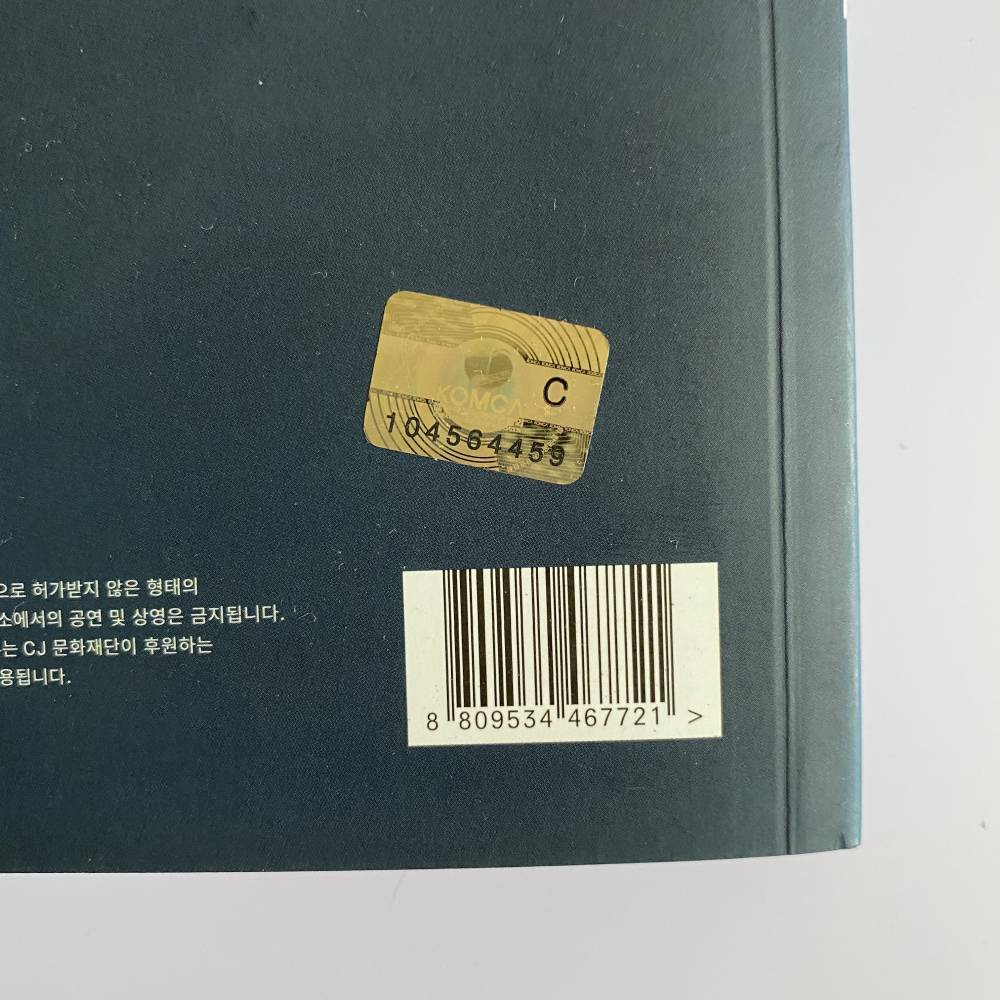 C
KOMCA
104564459
으로 허가받지 않은 형태의
소에서의 공연 및 상영은 금지됩니다.
는 CJ 문화재단이 후원하는
용됩니다.
8 809534 467721 >